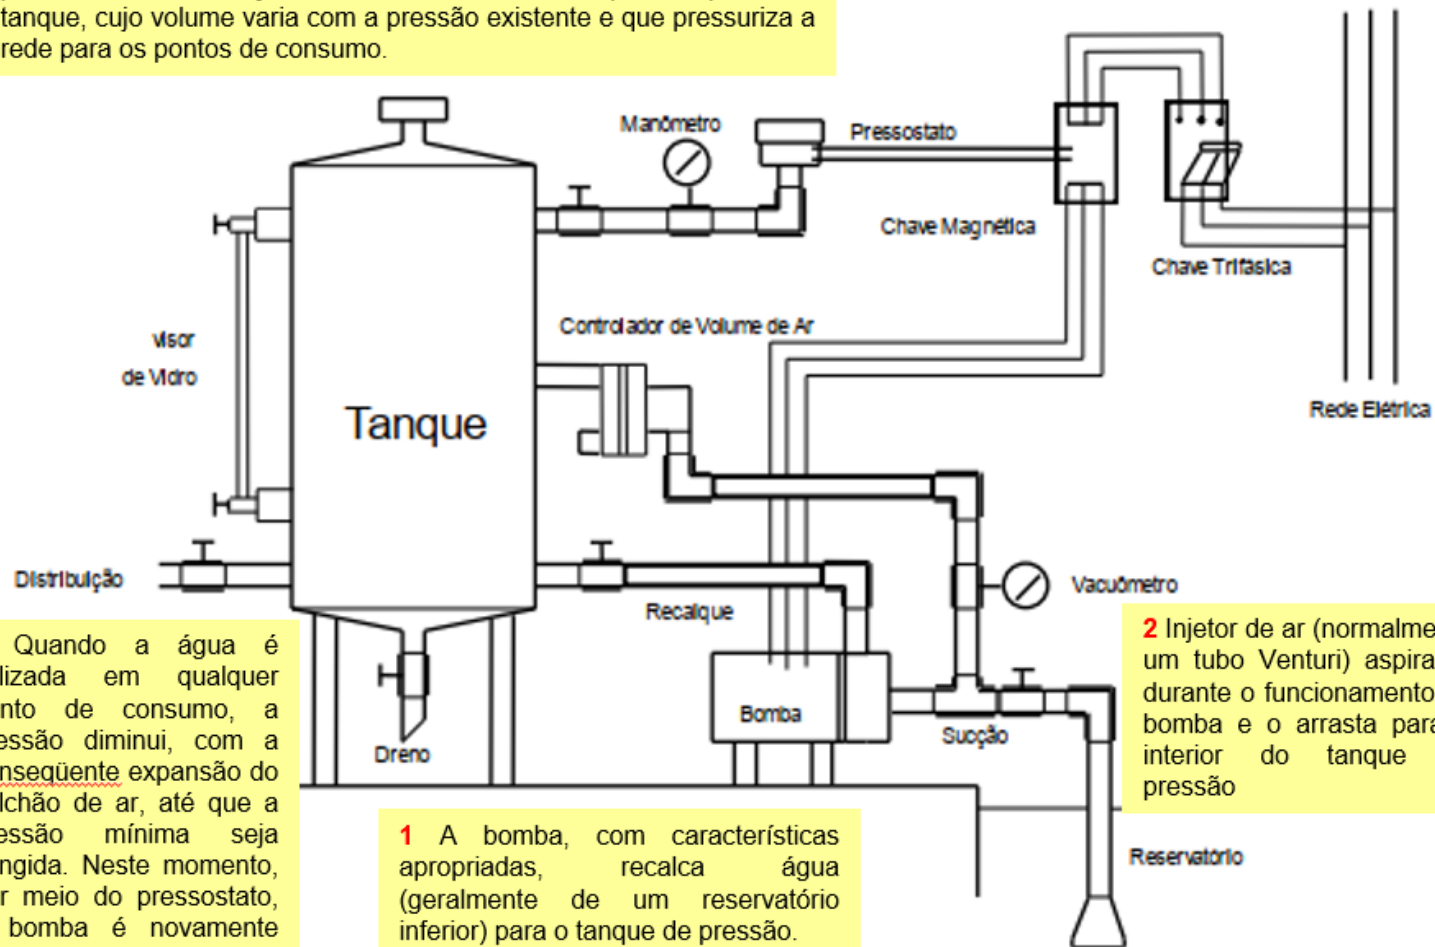 tanque, cujo volume varia com a pressão existente e que pressuriza a
rede para os pontos de consumo.
Manômetro
Pressostato
Chave Magnética
Chave Trifásica
visor
de Vidro
Controlador de Volume de Ar
Tanque
Rede Elétrica
Distribuição
Recalque
Vacuômetro
Bomba
Sucção
Dreno
Reservatório
Quando a água é
lizada em qualquer
nto de consumo, a
essão diminui, com a
nseqüente expansão do
lchão de ar, até que a
essão mínima seja
ngida. Neste momento,
r meio do pressostato,
bomba é novamente
1 A bomba, com características
apropriadas, recalca água
(geralmente de um reservatório
inferior) para o tanque de pressão.
2 Injetor de ar (normalme
um tubo Venturi) aspira
durante o funcionamento
bomba e o arrasta para
interior do tanque
pressão